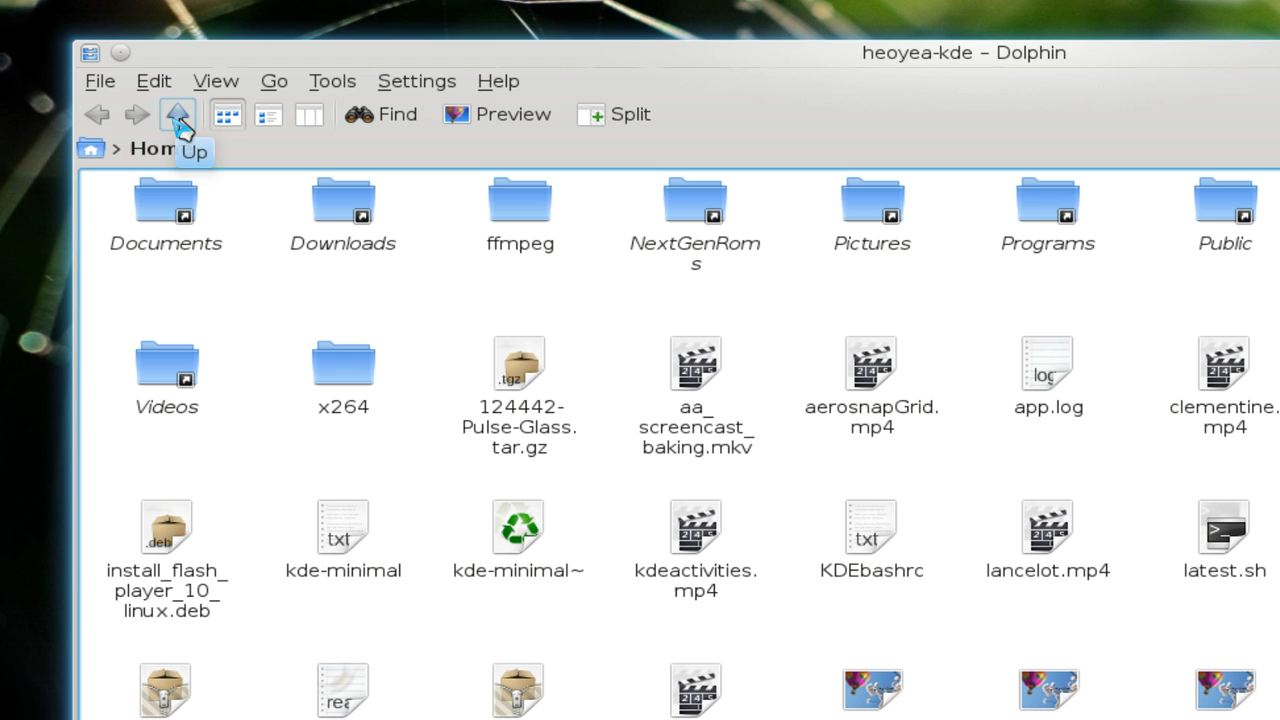 heoyea-kde – Dolphin
File Edit View Go Tools Settings Help
Find Preview Split
> Hom
Up
Documents Downloads ffmpeg NextGenRom Pictures Programs Public
s
.tgz log
Videos x264 124442- aa_ aerosnapGrid. app.log clementine.
Pulse-Glass. screencast_ mp4 mp4
tar.gz baking.mkv
.deb txt txt
install_flash_ kde-minimal kde-minimal~ kdeactivities. KDEbashrc lancelot.mp4 latest.sh
player_10_ mp4
linux.deb
rea